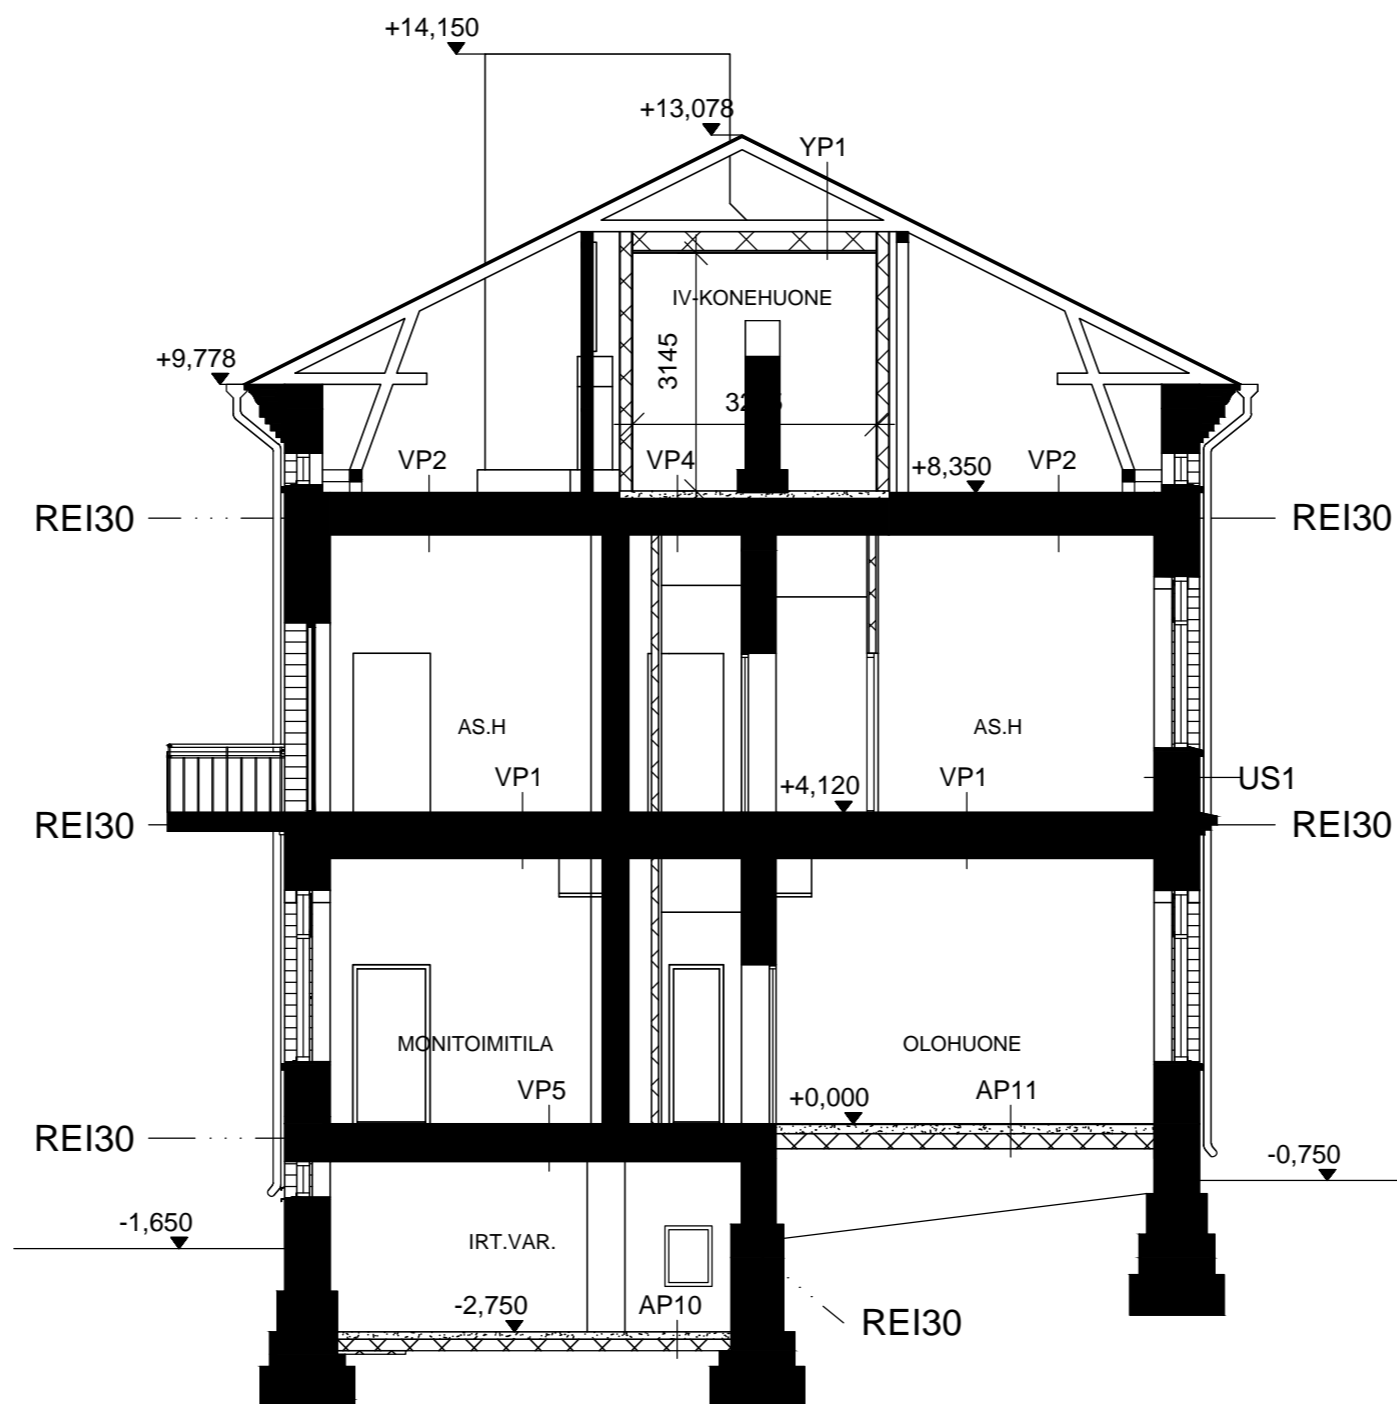 +14,150
+13,078
YP1
IV-KONEHUONE
3145
+9,778
VP2
VP4
+8,350
VP2
REI30
REI30
AS.H
AS.H
VP1
+4,120
VP1
US1
REI30
REI30
MONITOIMITILA
OLOHUONE
VP5
+0,000
AP11
REI30
-0,750
-1,650
IRT.VAR.
-2,750
AP10
REI30